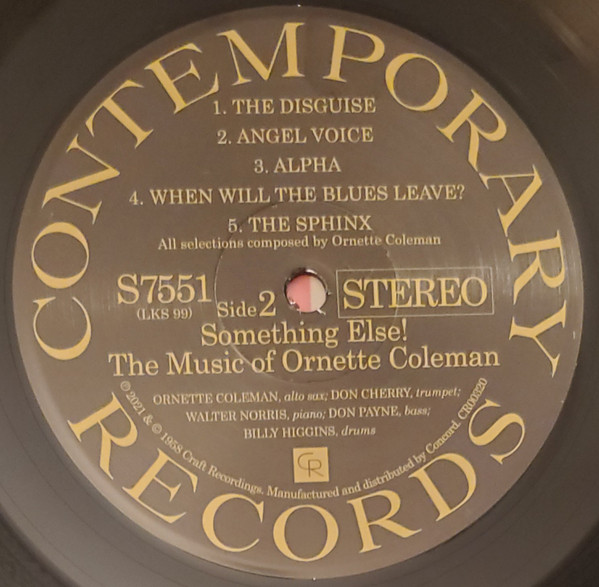 CONTEMPORARY
1. THE DISGUISE
2. ANGEL VOICE
3. ALPHA
4. WHEN WILL THE BLUES LEAVE?
5. THE SPHINX
All selections composed by Ornette Coleman
S7551
(LKS 99)
Side 2
STEREO
Something Else!
The Music of Ornette Coleman
ORNETTE COLEMAN, alto sax; DON CHERRY, trumpet;
WALTER NORRIS, piano; DON PAYNE, bass;
BILLY HIGGINS, drums
CR
℗ 2021 & © 1958 Craft Recordings. Manufactured and distributed by Concord. CR00320
RECORDS